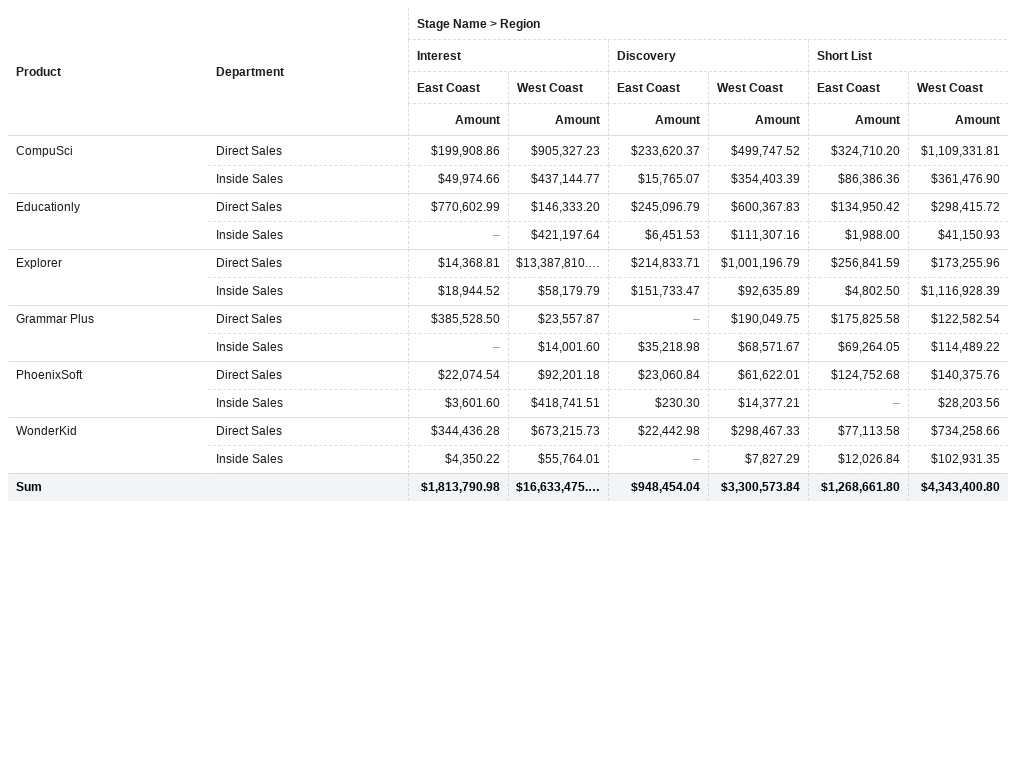 Stage Name > Region
Product Department Interest Discovery Short List
East Coast West Coast East Coast West Coast East Coast West Coast
Amount Amount Amount Amount Amount Amount
CompuSci Direct Sales $199,908.86 $905,327.23 $233,620.37 $499,747.52 $324,710.20 $1,109,331.81
Inside Sales $49,974.66 $437,144.77 $15,765.07 $354,403.39 $86,386.36 $361,476.90
Educationly Direct Sales $770,602.99 $146,333.20 $245,096.79 $600,367.83 $134,950.42 $298,415.72
Inside Sales – $421,197.64 $6,451.53 $111,307.16 $1,988.00 $41,150.93
Explorer Direct Sales $14,368.81 $13,387,810.… $214,833.71 $1,001,196.79 $256,841.59 $173,255.96
Inside Sales $18,944.52 $58,179.79 $151,733.47 $92,635.89 $4,802.50 $1,116,928.39
Grammar Plus Direct Sales $385,528.50 $23,557.87 – $190,049.75 $175,825.58 $122,582.54
Inside Sales – $14,001.60 $35,218.98 $68,571.67 $69,264.05 $114,489.22
PhoenixSoft Direct Sales $22,074.54 $92,201.18 $23,060.84 $61,622.01 $124,752.68 $140,375.76
Inside Sales $3,601.60 $418,741.51 $230.30 $14,377.21 – $28,203.56
WonderKid Direct Sales $344,436.28 $673,215.73 $22,442.98 $298,467.33 $77,113.58 $734,258.66
Inside Sales $4,350.22 $55,764.01 – $7,827.29 $12,026.84 $102,931.35
Sum $1,813,790.98 $16,633,475.… $948,454.04 $3,300,573.84 $1,268,661.80 $4,343,400.80